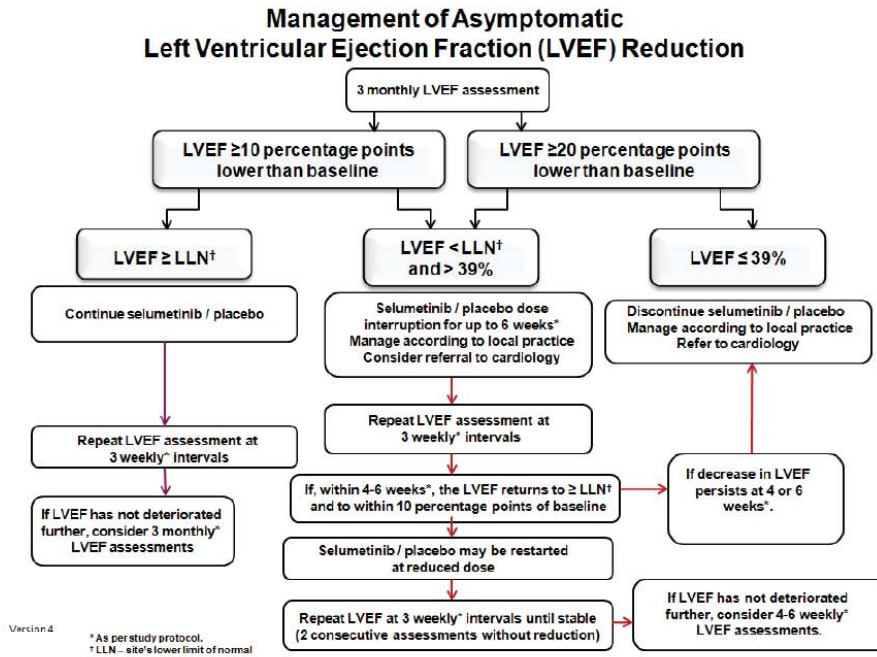 Management of Asymptomatic
Left Ventricular Ejection Fraction (LVEF) Reduction
3 monthly LVEF assessment
LVEF ≥10 percentage points
lower than baseline
LVEF ≥20 percentage points
lower than baseline
LVEF ≥ LLN†
LVEF < LLN†
and > 39%
LVEF ≤ 39%
Continue selumetinib / placebo
Selumetinib / placebo dose
interruption for up to 6 weeks*
Manage according to local practice
Consider referral to cardiology
Discontinue selumetinib / placebo
Manage according to local practice
Refer to cardiology
Repeat LVEF assessment at
3 weekly* intervals
Repeat LVEF assessment at
3 weekly* intervals
If LVEF has not deteriorated
further, consider 3 monthly*
LVEF assessments
If, within 4-6 weeks*, the LVEF returns to ≥ LLN†
and to within 10 percentage points of baseline
If decrease in LVEF
persists at 4 or 6
weeks*.
Selumetinib / placebo may be restarted
at reduced dose
Repeat LVEF at 3 weekly* intervals until stable
(2 consecutive assessments without reduction)
If LVEF has not deteriorated
further, consider 4-6 weekly*
LVEF assessments.
Version 4
* As per study protocol.
† LLN – site's lower limit of normal